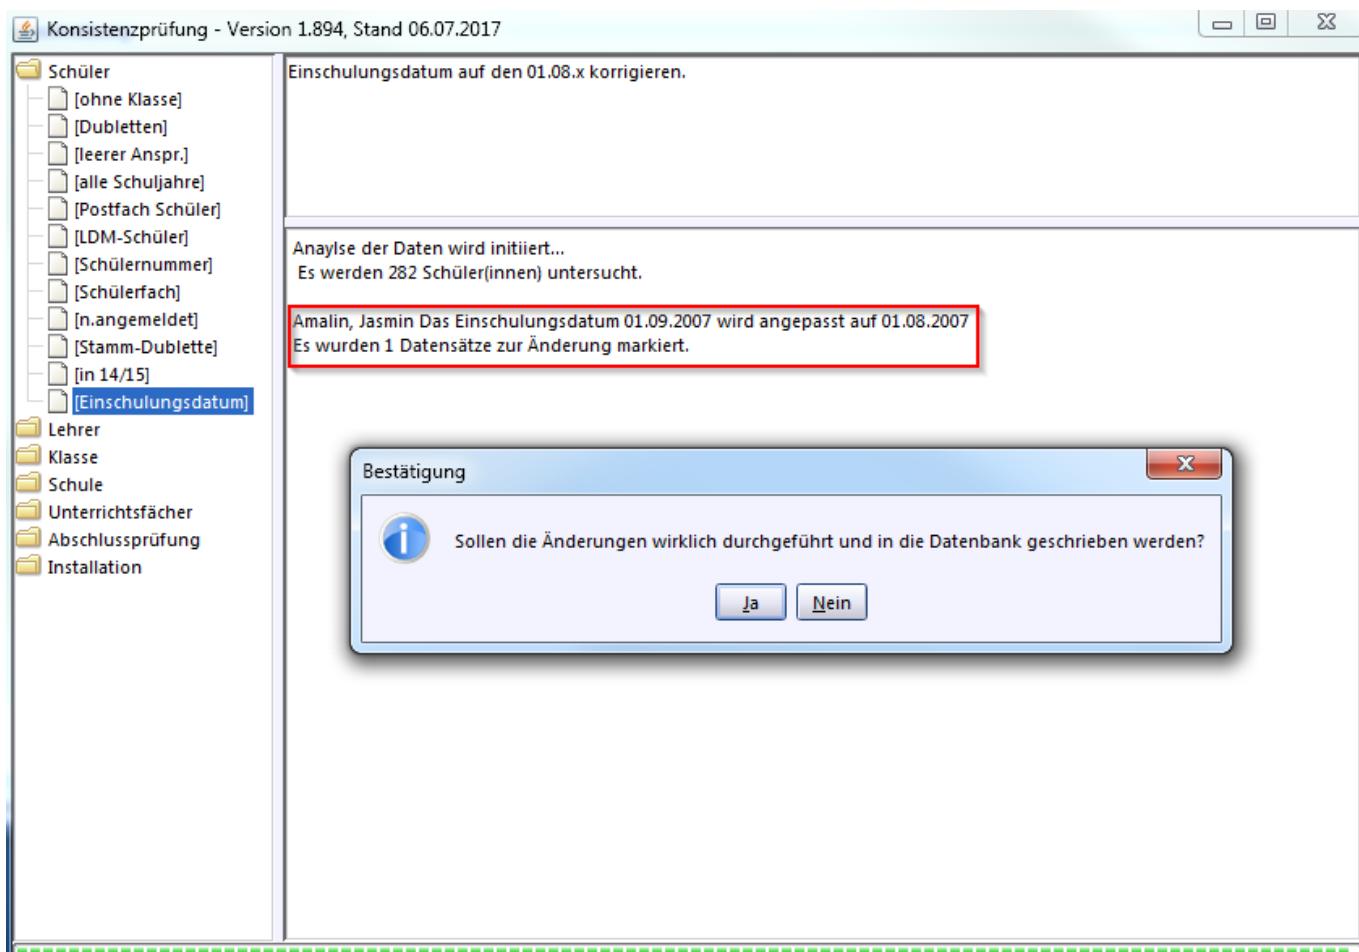 Konsistenzprüfung - Version 1.894, Stand 06.07.2017
Schüler
[ohne Klasse]
[Dubletten]
[leerer Anspr.]
[alle Schuljahre]
[Postfach Schüler]
[LDM-Schüler]
[Schülernummer]
[Schülerfach]
[n.angemeldet]
[Stamm-Dublette]
[in 14/15]
[Einschulungsdatum]
Lehrer
Klasse
Schule
Unterrichtsfächer
Abschlussprüfung
Installation
Einschulungsdatum auf den 01.08.x korrigieren.
Anaylse der Daten wird initiiert...
Es werden 282 Schüler(innen) untersucht.
Amalin, Jasmin Das Einschulungsdatum 01.09.2007 wird angepasst auf 01.08.2007
Es wurden 1 Datensätze zur Änderung markiert.
Bestätigung
Sollen die Änderungen wirklich durchgeführt und in die Datenbank geschrieben werden?
Ja Nein